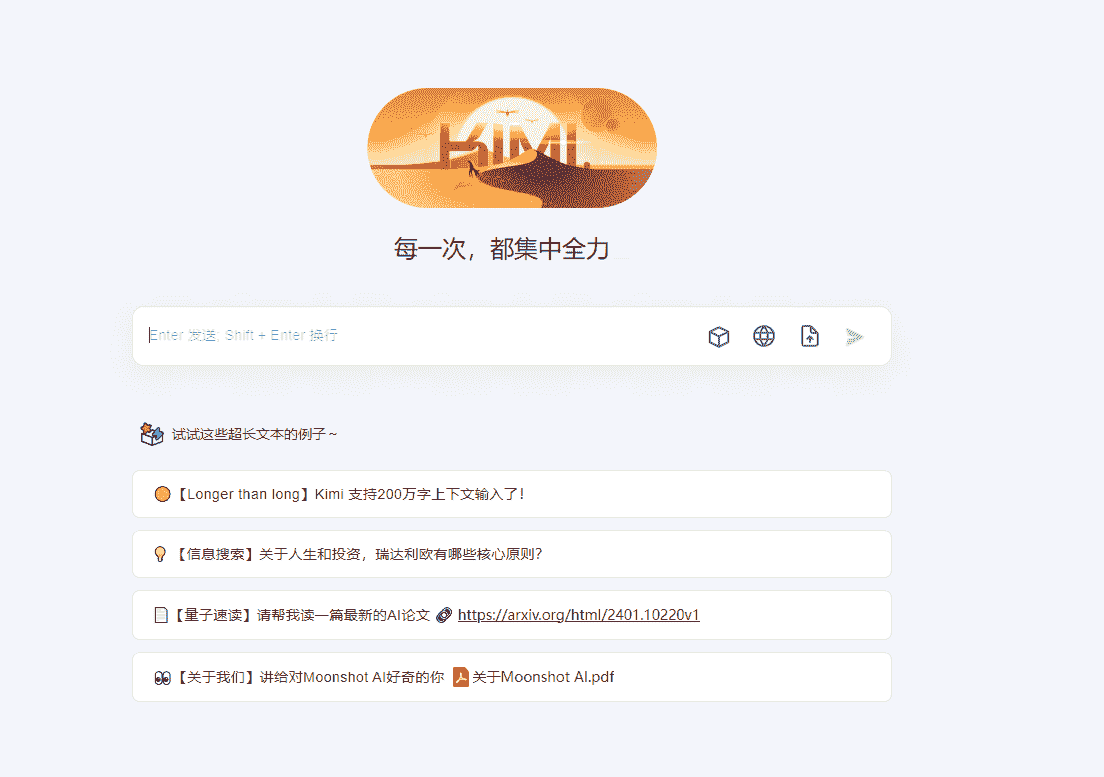 KIMI.
每一次，都集中全力
Enter 发送; Shift + Enter 换行
试试这些超长文本的例子～
【Longer than long】Kimi 支持200万字上下文输入了！
【信息搜索】关于人生和投资，瑞达利欧有哪些核心原则？
【量子速读】请帮我读一篇最新的AI论文 https://arxiv.org/html/2401.10220v1
【关于我们】讲给对Moonshot AI好奇的你 关于Moonshot AI.pdf